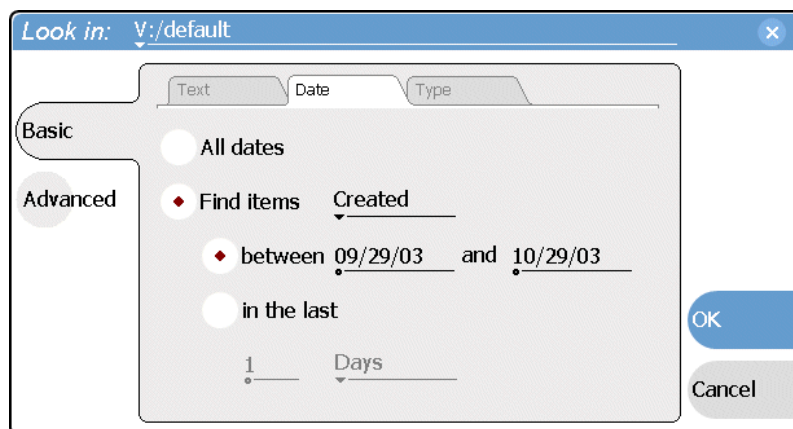 Look in: V:/default
Text Date Type
Basic
All dates
Advanced
Find items Created
between 09/29/03 and 10/29/03
in the last
OK
1 Days
Cancel